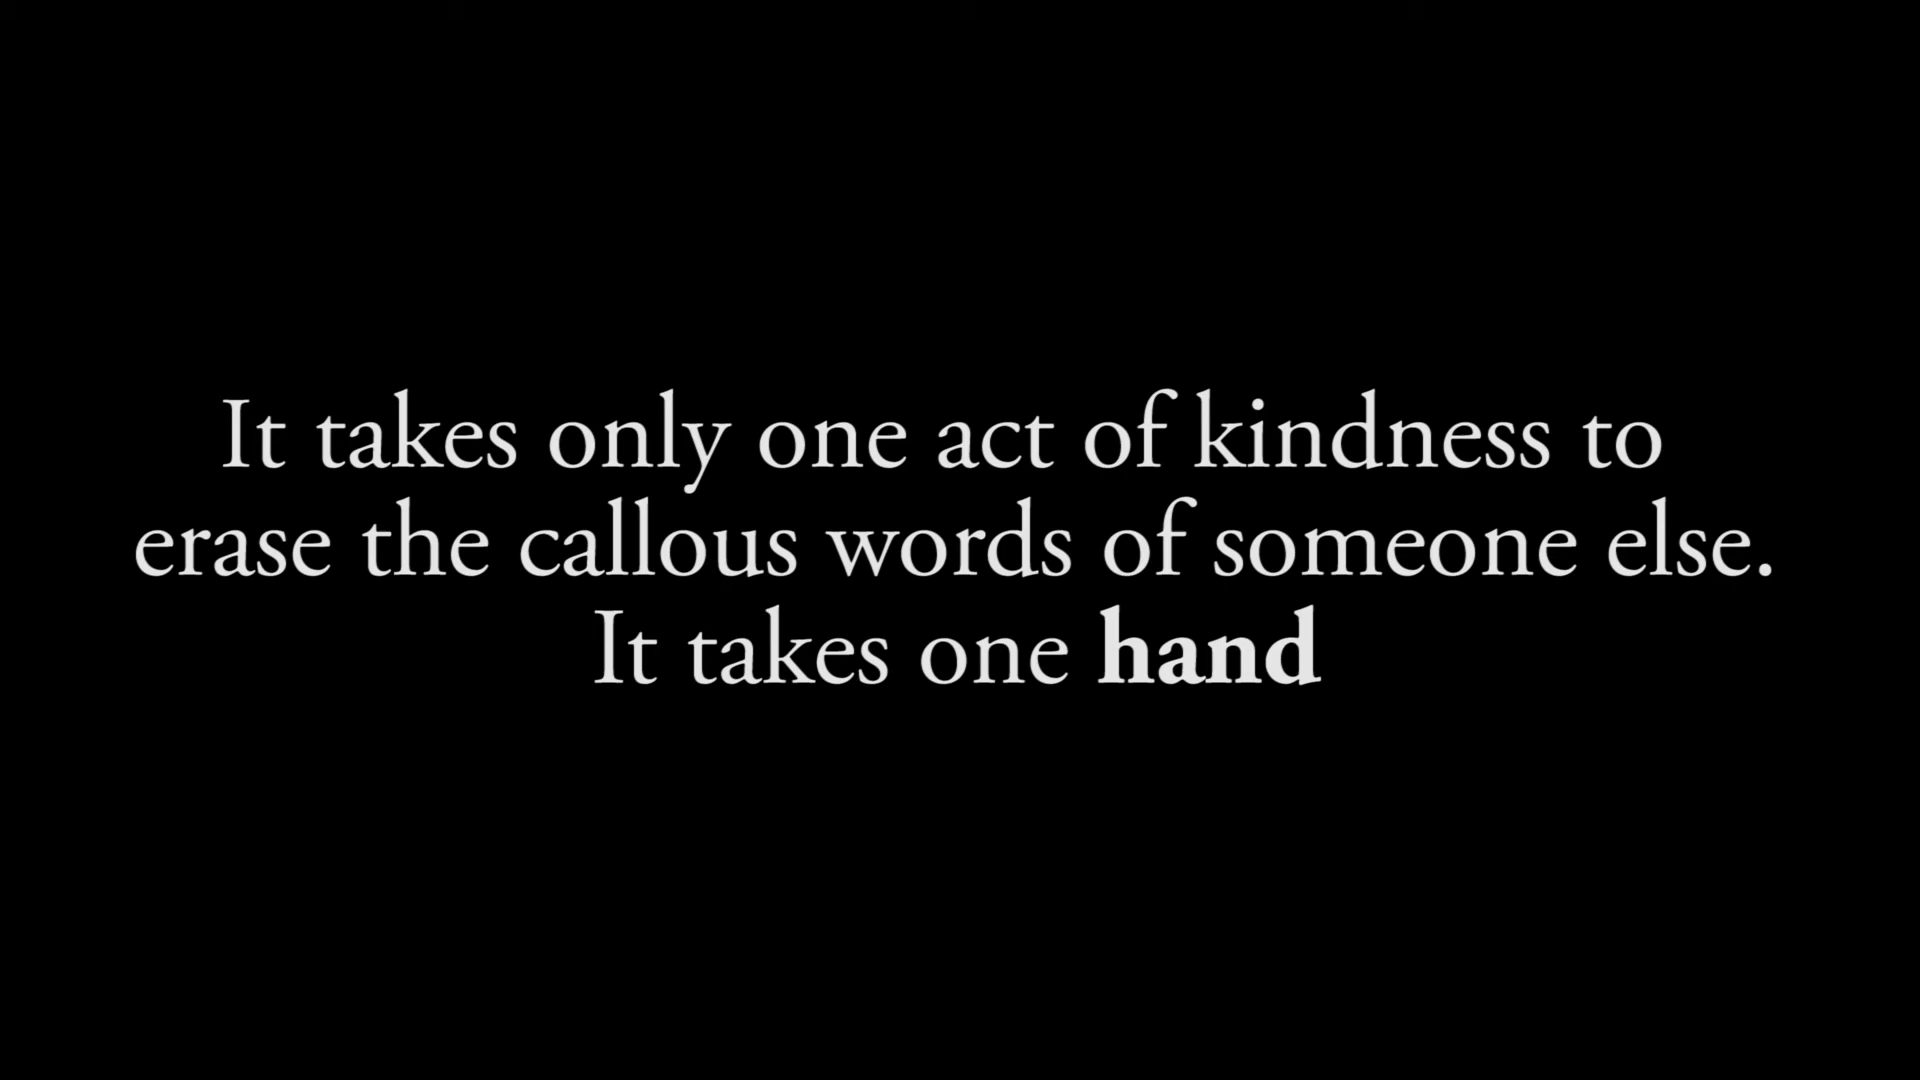 It takes only one act of kindness to
erase the callous words of someone else.
It takes one hand